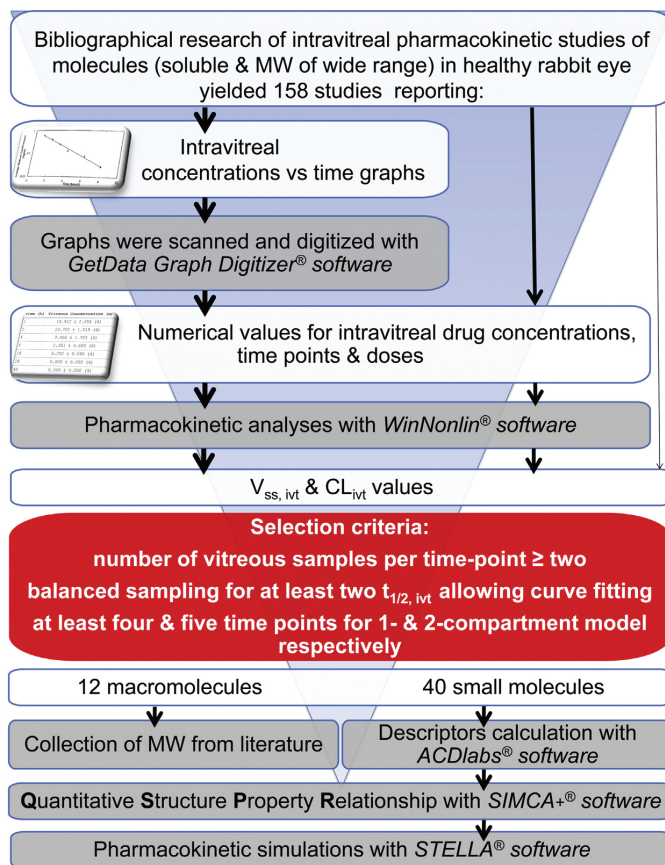 Bibliographical research of intravitreal pharmacokinetic studies of
molecules (soluble & MW of wide range) in healthy rabbit eye
yielded 158 studies reporting:
Intravitreal
concentrations vs time graphs
Graphs were scanned and digitized with
GetData Graph Digitizer® software
Numerical values for intravitreal drug concentrations,
time points & doses
Pharmacokinetic analyses with WinNonlin® software
Vss, ivt & CLivt values
Selection criteria:
number of vitreous samples per time-point ≥ two
balanced sampling for at least two t1/2, ivt allowing curve fitting
at least four & five time points for 1- & 2-compartment model
respectively
12 macromolecules
40 small molecules
Collection of MW from literature
Descriptors calculation with
ACDlabs® software
Quantitative Structure Property Relationship with SIMCA+® software
Pharmacokinetic simulations with STELLA® software